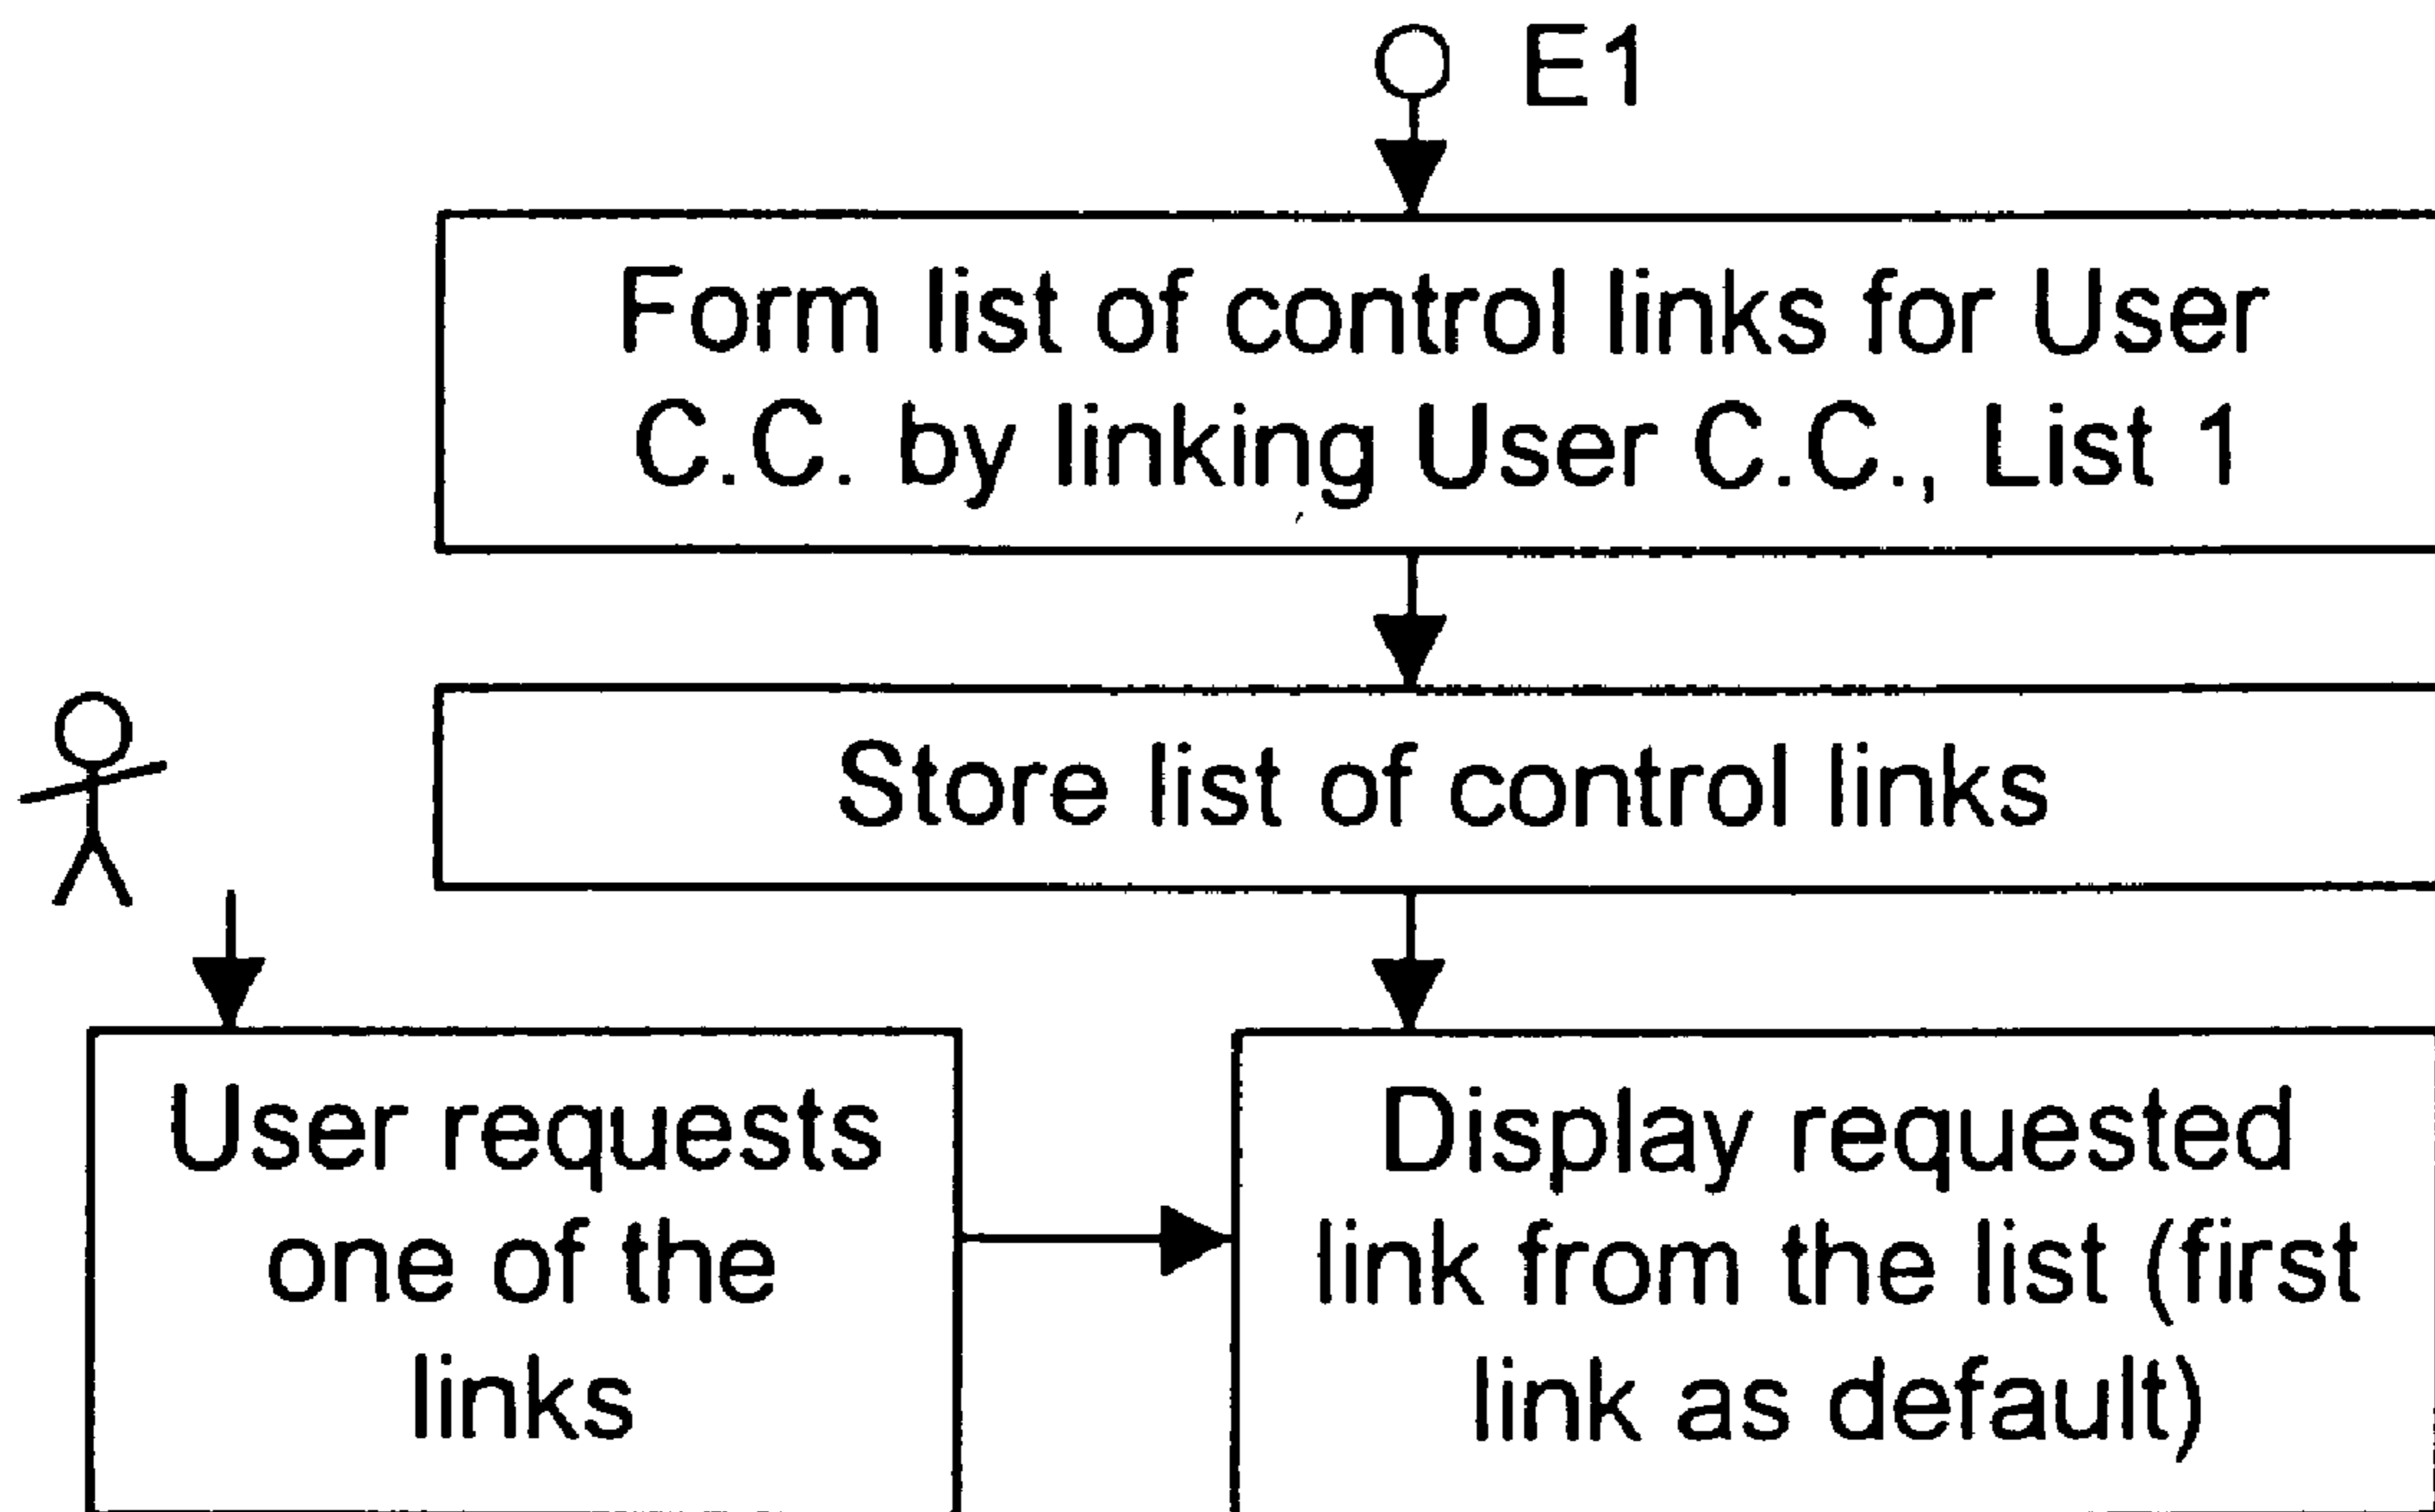 E1
Form list of control links for User
C.C. by linking User C.C., List 1
Store list of control links
User requests
one of the
links
Display requested
link from the list (first
link as default)